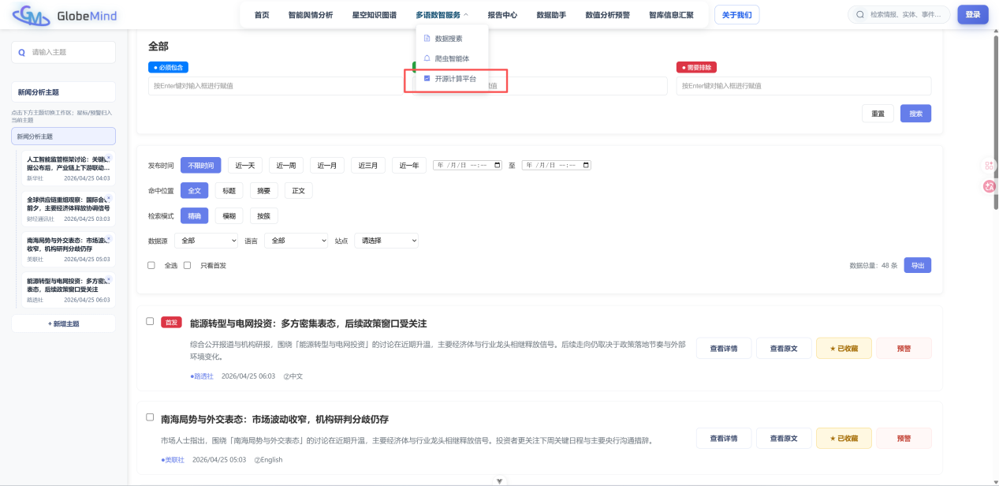 GlobeMind
首页 智能舆情分析 星空知识图谱 多语数智服务 报告中心 数据助手 数值分析预警 智库信息汇聚 关于我们
检索情报、实体、事件...
登录
数据搜索
爬虫智能体
开源计算平台
请输入主题
新闻分析主题
点击下方主题切换工作区；星标/预警归入
当前主题
新闻分析主题
人工智能监管框架讨论：关键
据公布后，产业链上下游联动...
新华社 2026/04/25 04:03
全球供应链重组观察：国际会
前夕，主要经济体释放协调信号
财经通讯社 2026/04/25 03:03
南海局势与外交表态：市场波
收窄，机构研判分歧仍存
美联社 2026/04/25 05:03
能源转型与电网投资：多方密
表态，后续政策窗口受关注
路透社 2026/04/25 06:03
+ 新增主题
全部
必须包含
需要排除
按Enter键对输入框进行赋值
赋值
按Enter键对输入框进行赋值
重置 搜索
发布时间 不限时间 近一天 近一周 近一月 近三月 近一年 年 /月/日 --:-- 至 年 /月/日 --:--
命中位置 全文 标题 摘要 正文
检索模式 精确 模糊 按簇
数据源 全部 语言 全部 站点 请选择
全选 只看首发
数据总量：48 条 导出
首发 能源转型与电网投资：多方密集表态，后续政策窗口受关注
综合公开报道与机构研报，围绕「能源转型与电网投资」的讨论在近期升温，主要经济体与行业龙头相继释放信号。后续走向仍取决于政策落地节奏与外部
环境变化。
路透社 2026/04/25 06:03 ②中文
查看详情 查看原文 ★ 已收藏 预警
南海局势与外交表态：市场波动收窄，机构研判分歧仍存
市场人士指出，围绕「南海局势与外交表态」的讨论在近期升温，主要经济体与行业龙头相继释放信号。投资者更关注下周关键日程与主要央行沟通措辞。
美联社 2026/04/25 05:03 ②English
查看详情 查看原文 ★ 已收藏 预警